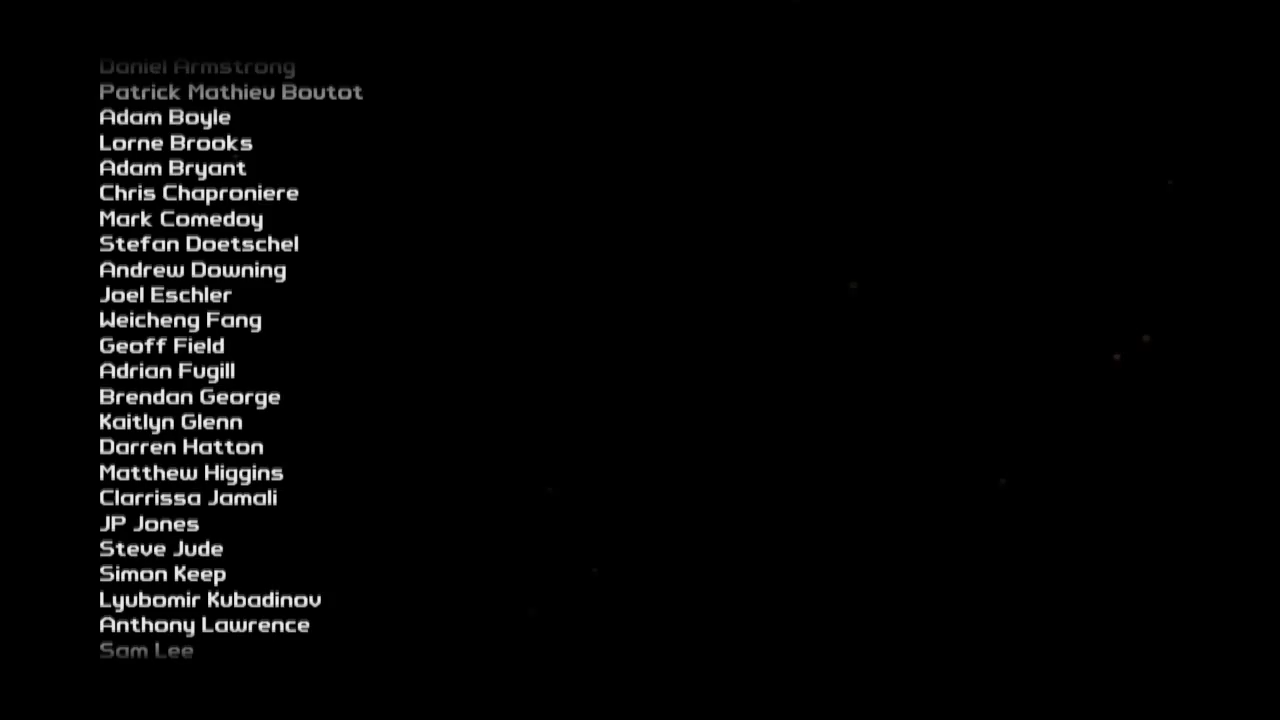 Daniel Armstrong
Patrick Mathieu Boutot
Adam Boyle
Lorne Brooks
Adam Bryant
Chris Chaproniere
Mark Comedoy
Stefan Doetschel
Andrew Downing
Joel Eschler
Weicheng Fang
Geoff Field
Adrian Fugill
Brendan George
Kaitlyn Glenn
Darren Hatton
Matthew Higgins
Clarrissa Jamali
JP Jones
Steve Jude
Simon Keep
Lyubomir Kubadinov
Anthony Lawrence
Sam Lee